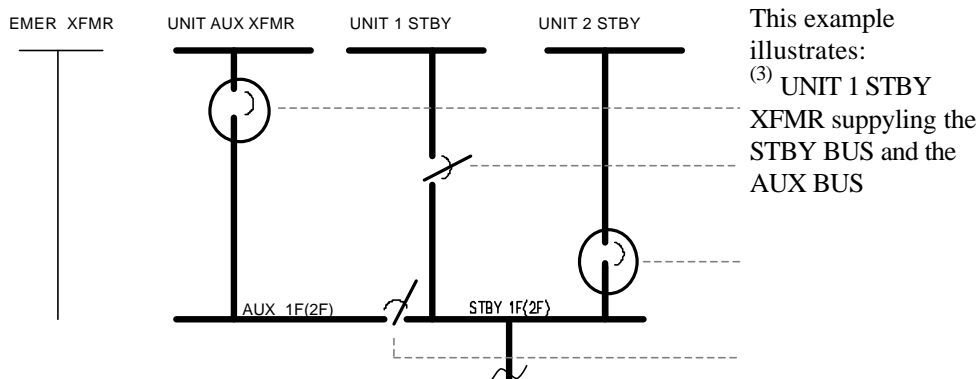 EMER XFMR
UNIT AUX XFMR
UNIT 1 STBY
UNIT 2 STBY
This example
illustrates:
(3) UNIT 1 STBY
XFMR suppyling the
STBY BUS and the
AUX BUS
AUX 1F(2F)
STBY 1F(2F)